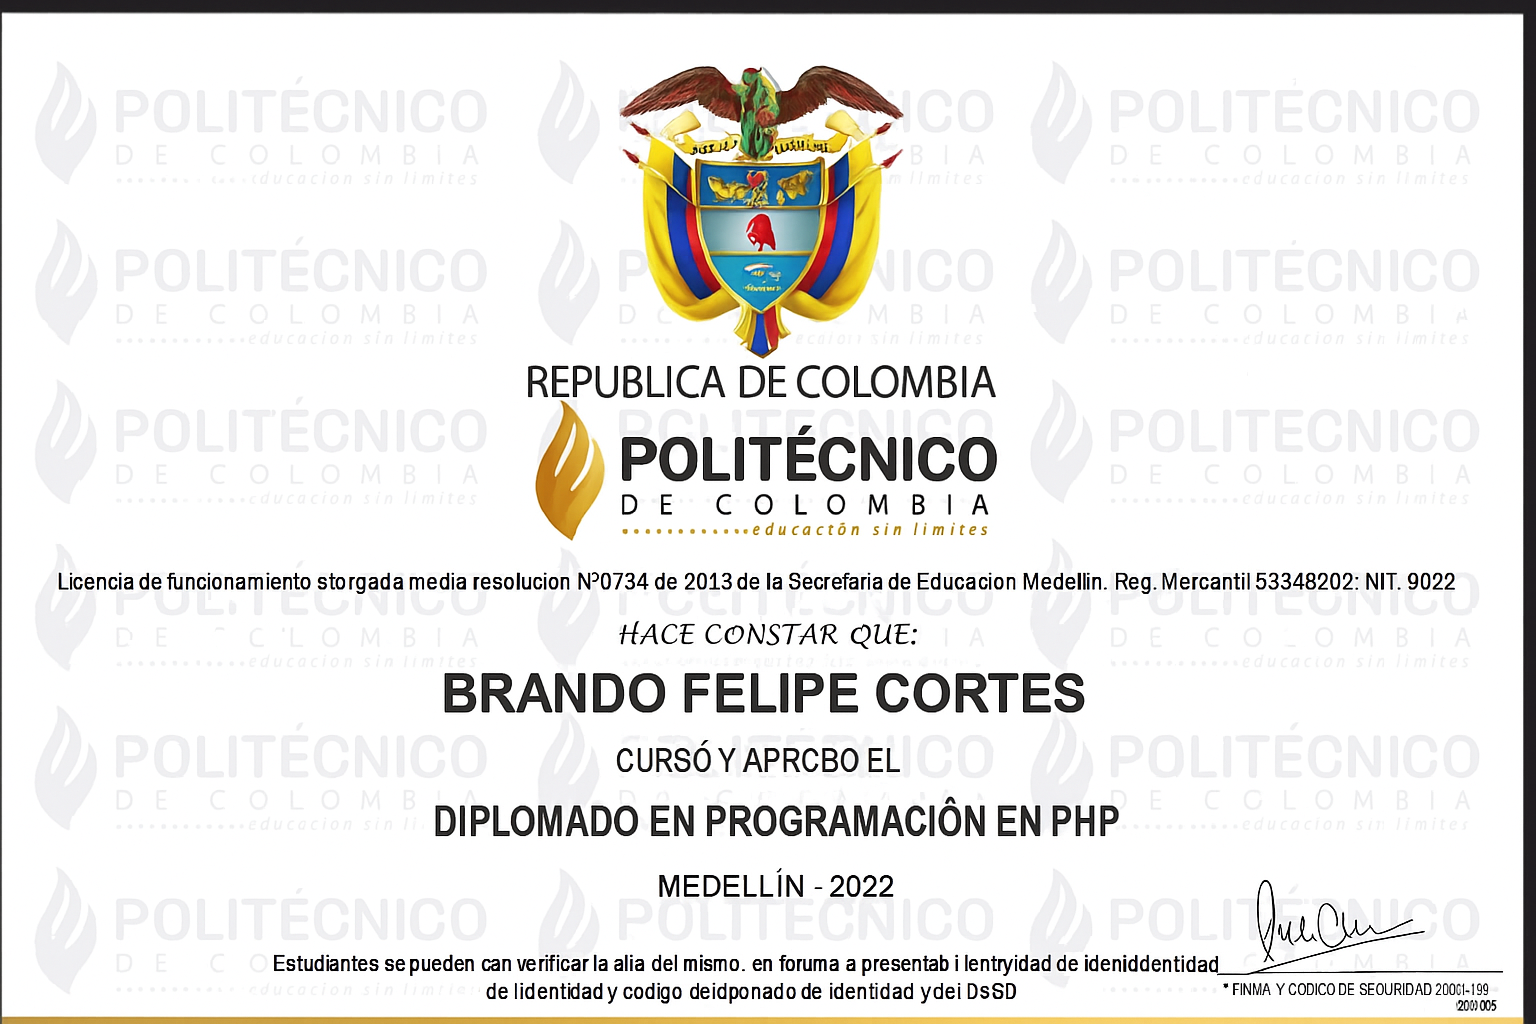 REPUBLICA DE COLOMBIA
POLITÉCNICO
DE COLOMBIA
educactōn sin limites
Licencia de funcionamiento storgada media resolucion N°0734 de 2013 de la Secrefaria de Educacion Medellin. Reg. Mercantil 53348202: NIT. 9022
HACE CONSTAR QUE:
BRANDO FELIPE CORTES
CURSÓ Y APRCBO EL
DIPLOMADO EN PROGRAMACIÔN EN PHP
MEDELLÍN - 2022
Estudiantes se pueden can verificar la alia del mismo. en foruma a presentab i lentryidad de ideniddentidad
de lidentidad y codigo deidponado de identidad y dei DsSD
* FINMA Y CODICO DE SEOURIDAD 20001-199